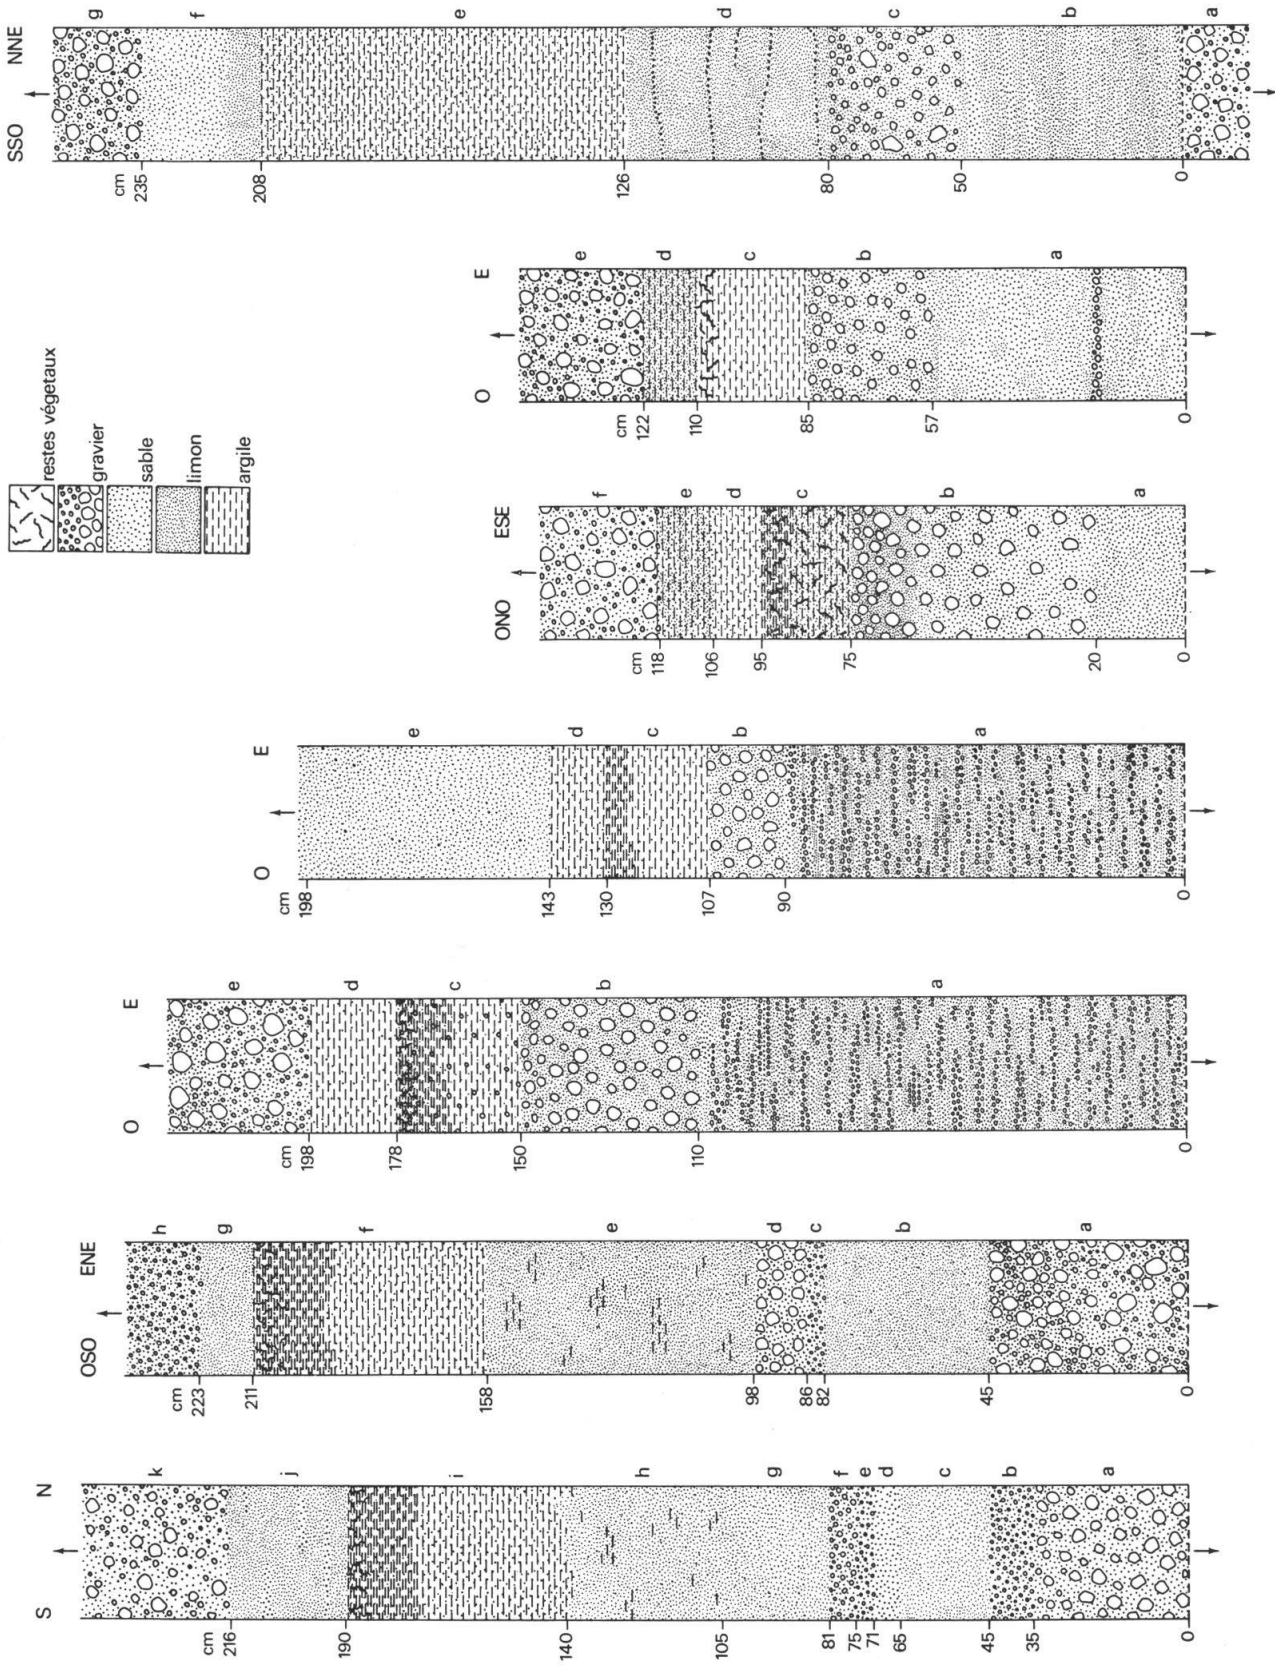 S N
k
j
i
h
g
f
e
d
c
b
a
cm
216
190
140
105
81
75
71
65
45
35
0
OSO ENE
h
g
f
e
d
c
b
a
cm
223
211
158
98
86
82
45
0
O E
e
d
c
b
a
cm
198
178
150
110
0
O E
e
d
c
b
a
cm
198
143
130
107
90
0
restes végetaux
gravier
sable
limon
argile
ONO ESE
f
e
d
c
b
a
cm
118
106
95
75
20
0
O E
e
d
c
b
a
cm
122
110
85
57
0
SSO NNE
g
f
e
d
c
b
a
cm
235
208
126
80
50
0